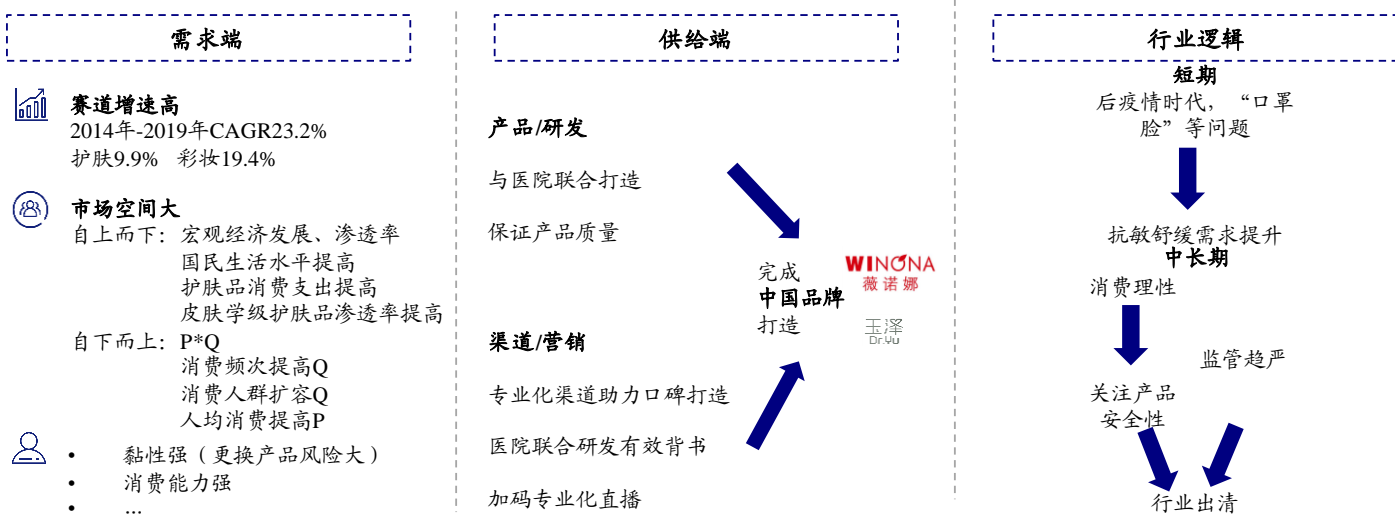 需求端
赛道增速高
2014年-2019年CAGR23.2%
护肤9.9% 彩妆19.4%
市场空间大
自上而下：宏观经济发展、渗透率
国民生活水平提高
护肤品消费支出提高
皮肤学级护肤品渗透率提高
自下而上：P*Q
消费频次提高Q
消费人群扩容Q
人均消费提高P
• 黏性强（更换产品风险大）
• 消费能力强
• ...
供给端
产品/研发
与医院联合打造
保证产品质量
完成
中国品牌
打造
WINONA
薇诺娜
玉泽
Dr.Yu
渠道/营销
专业化渠道助力口碑打造
医院联合研发有效背书
加码专业化直播
行业逻辑
短期
后疫情时代，“口罩
脸”等问题
抗敏舒缓需求提升
中长期
消费理性
监管趋严
关注产品
安全性
行业出清